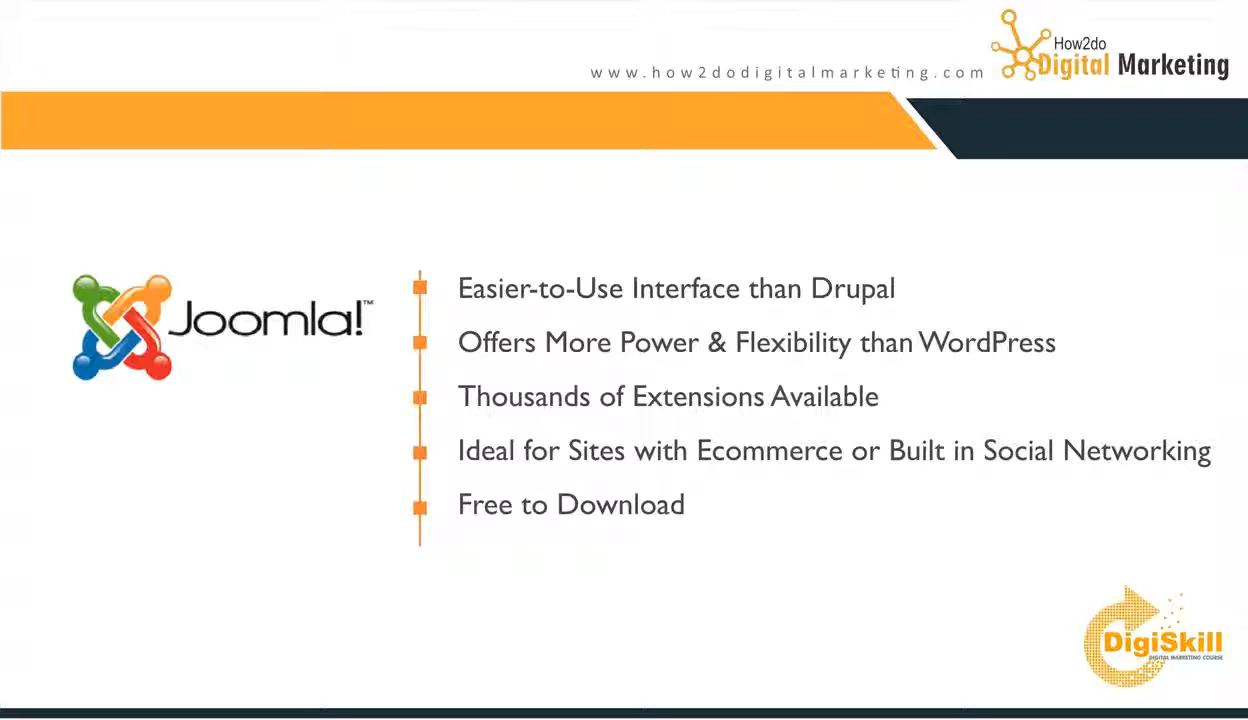 How2do
www.how2dodigitalmarketing.com
Digital Marketing
Joomla!™
Easier-to-Use Interface than Drupal
Offers More Power & Flexibility than WordPress
Thousands of Extensions Available
Ideal for Sites with Ecommerce or Built in Social Networking
Free to Download
DigiSkill
DIGITAL MARKETING COURSE